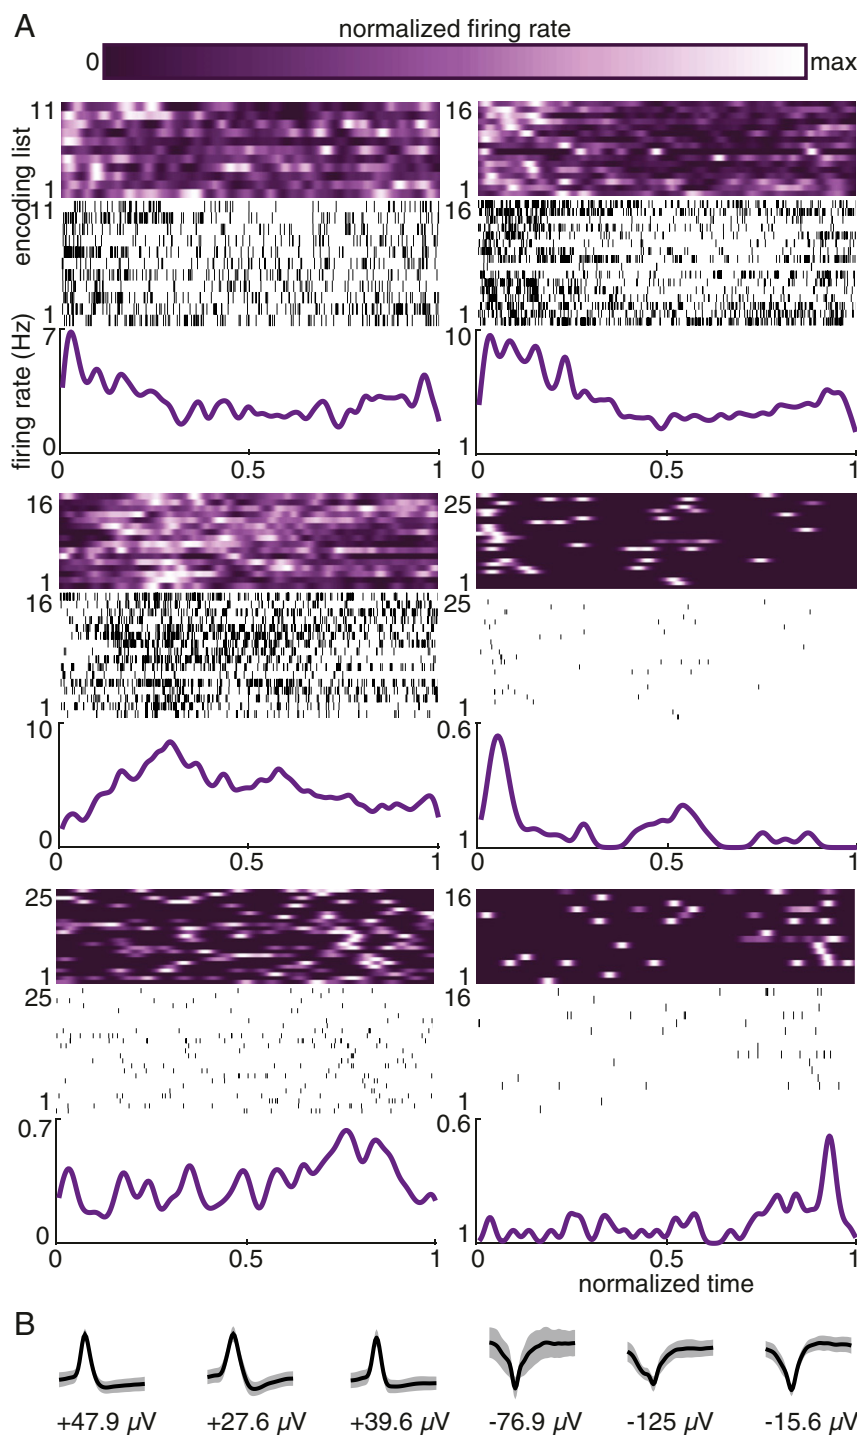 A
normalized firing rate
0 max
encoding list
firing rate (Hz)
11
1
11
1
7
0
0 0.5 1
16
1
16
1
10
1
0 0.5 1
16
1
16
1
10
0
0 0.5 1
25
1
25
1
0.6
1
0 0.5 1
25
1
25
1
0.7
0
0 0.5 1
16
1
16
1
0.6
1
0 0.5 1
normalized time
B
+47.9 μV +27.6 μV +39.6 μV -76.9 μV -125 μV -15.6 μV